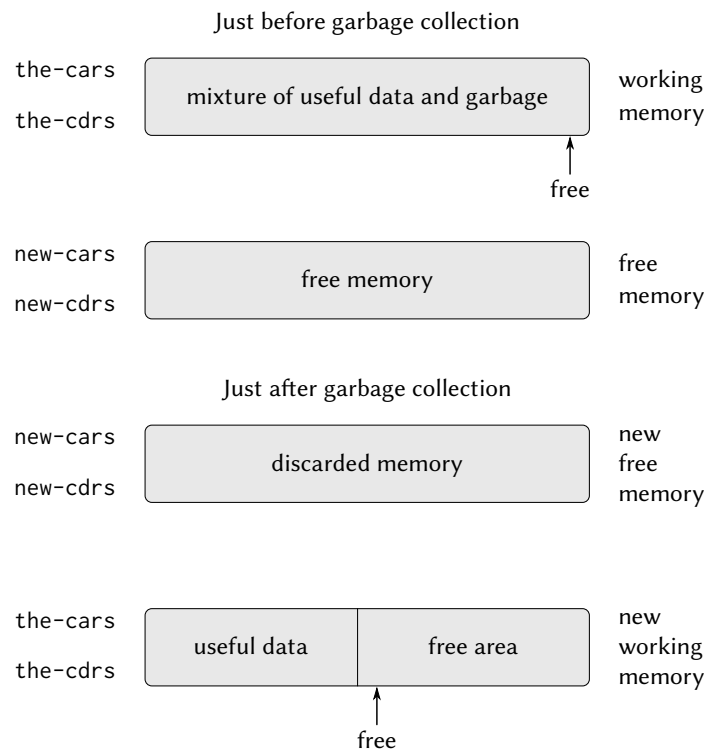 Just before garbage collection
the-cars
the-cdrs
mixture of useful data and garbage
working
memory
free
new-cars
new-cdrs
free memory
free
memory
Just after garbage collection
new-cars
new-cdrs
discarded memory
new
free
memory
the-cars
the-cdrs
useful data
free area
new
working
memory
free